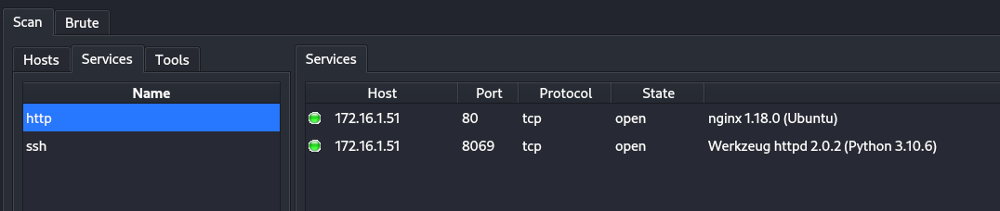 Scan Brute
Hosts Services Tools
Services
Name
Host Port Protocol State
http
172.16.1.51 80 tcp open nginx 1.18.0 (Ubuntu)
ssh
172.16.1.51 8069 tcp open Werkzeug httpd 2.0.2 (Python 3.10.6)